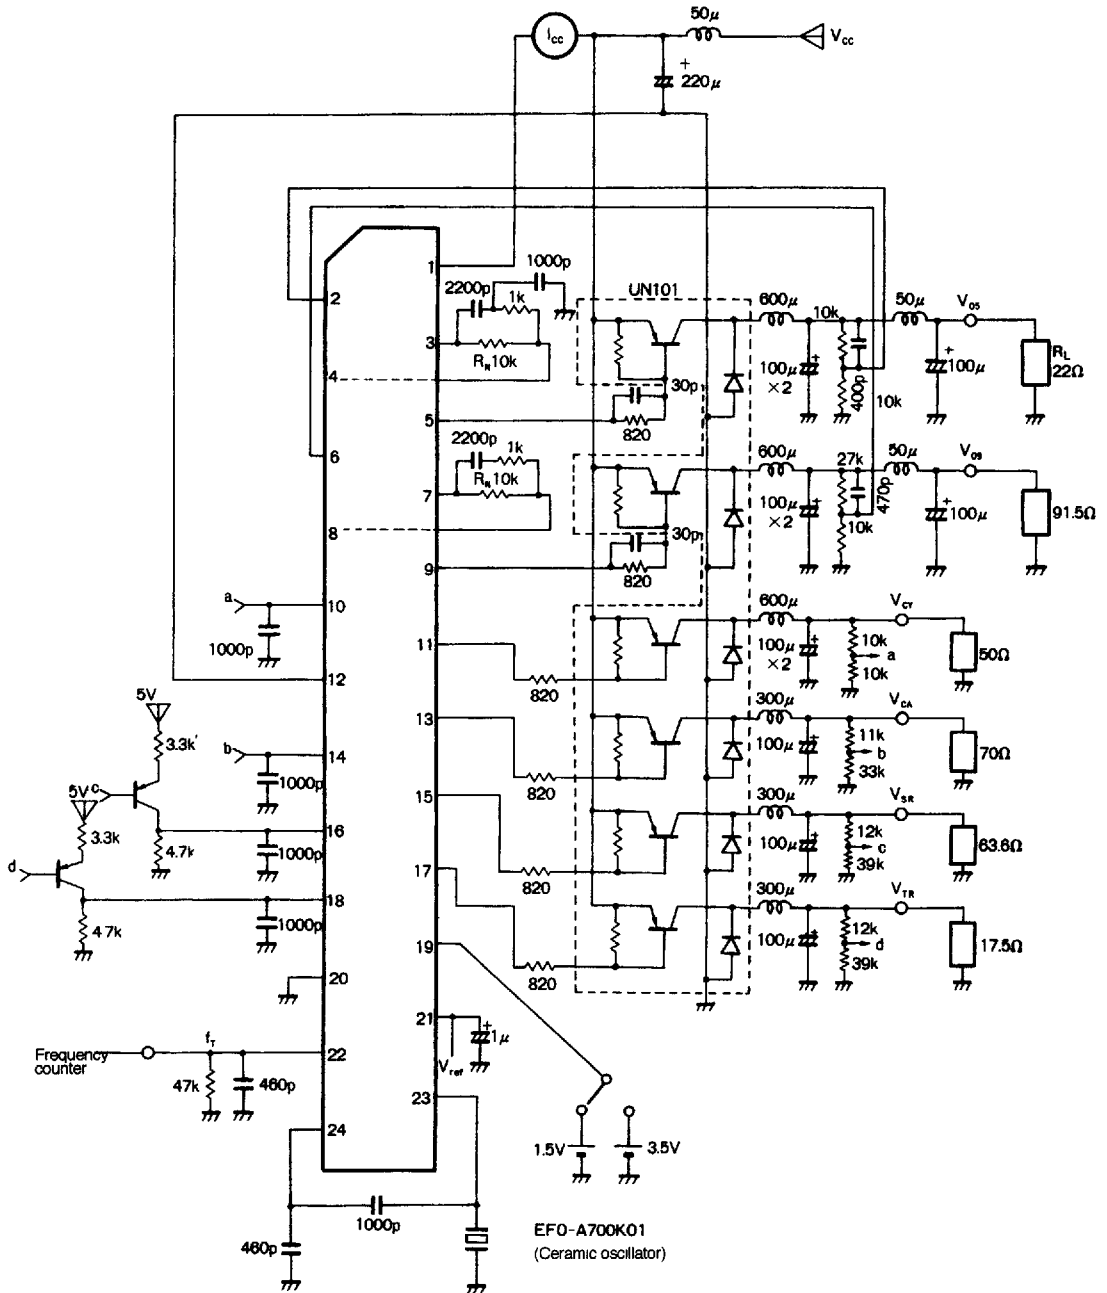 50μ
Icc
Vcc
+
220μ
1
1000p
2200p
1k
UN101
600μ
50μ
V05
2
10k
3
RN 10k
+
100μ
×2
+
100μ
RL
22Ω
4
30p
400p
10k
5
820
2200p
1k
600μ
27k
50μ
V09
6
RN 10k
7
100μ
×2
+
470p
+
100μ
91.5Ω
10k
8
30p
9
820
a
10
600μ
VCY
1000p
11
100μ
×2
+
10k
a
10k
50Ω
12
820
5V
300μ
VCA
13
3.3k
b
14
100μ
+
11k
b
33k
70Ω
1000p
820
5V
c
15
300μ
VSR
3.3k
16
100μ
+
12k
c
39k
63.6Ω
4.7k
1000p
d
17
820
300μ
VTR
18
12k
4.7k
1000p
100μ
+
d
39k
17.5Ω
19
820
20
21
+
1μ
fT
Frequency
counter
22
Vref
47k
460p
23
24
1.5V
3.5V
1000p
EFO-A700K01
(Ceramic oscillator)
460p